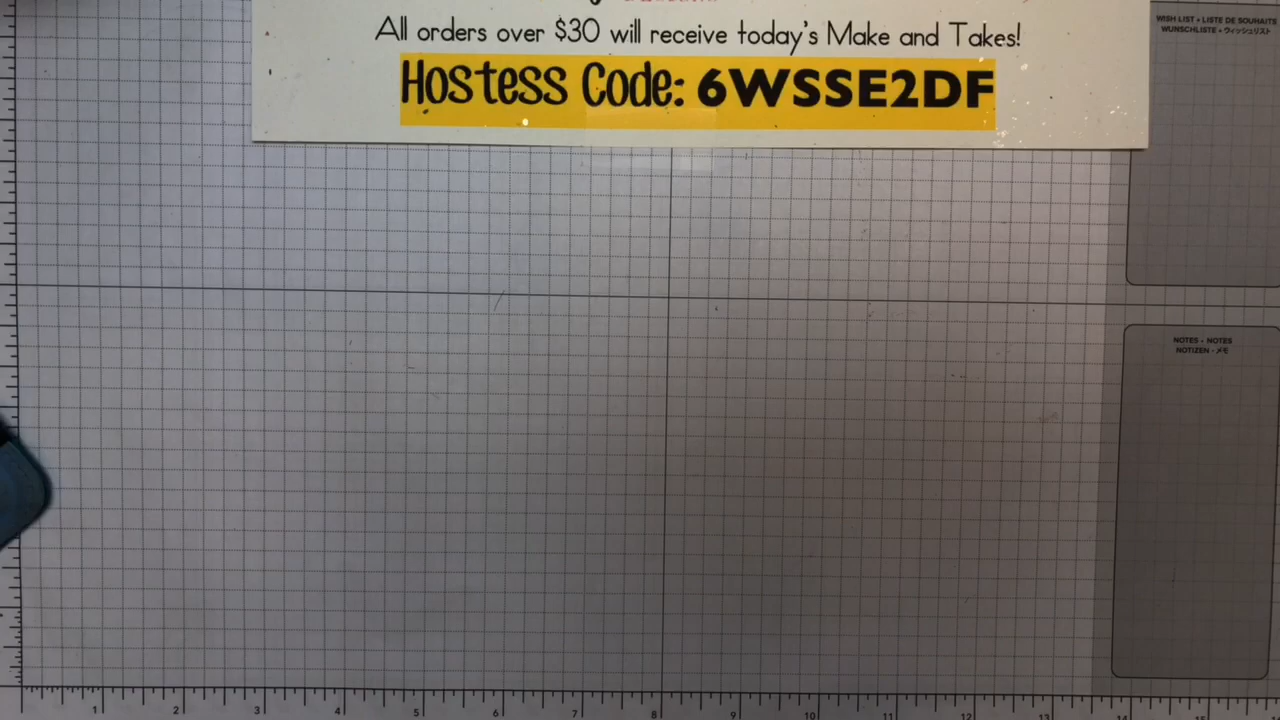 All orders over $30 will receive today's Make and Takes!
Hostess Code: 6WSSE2DF
WISH LIST • LISTE DE SOUHAITS
WUNSCHLISTE • ウィッシュリスト
NOTES • NOTES
NOTIZEN • メモ
1 2 3 4 5 6 7 8 9 10 11 12 13 14 15